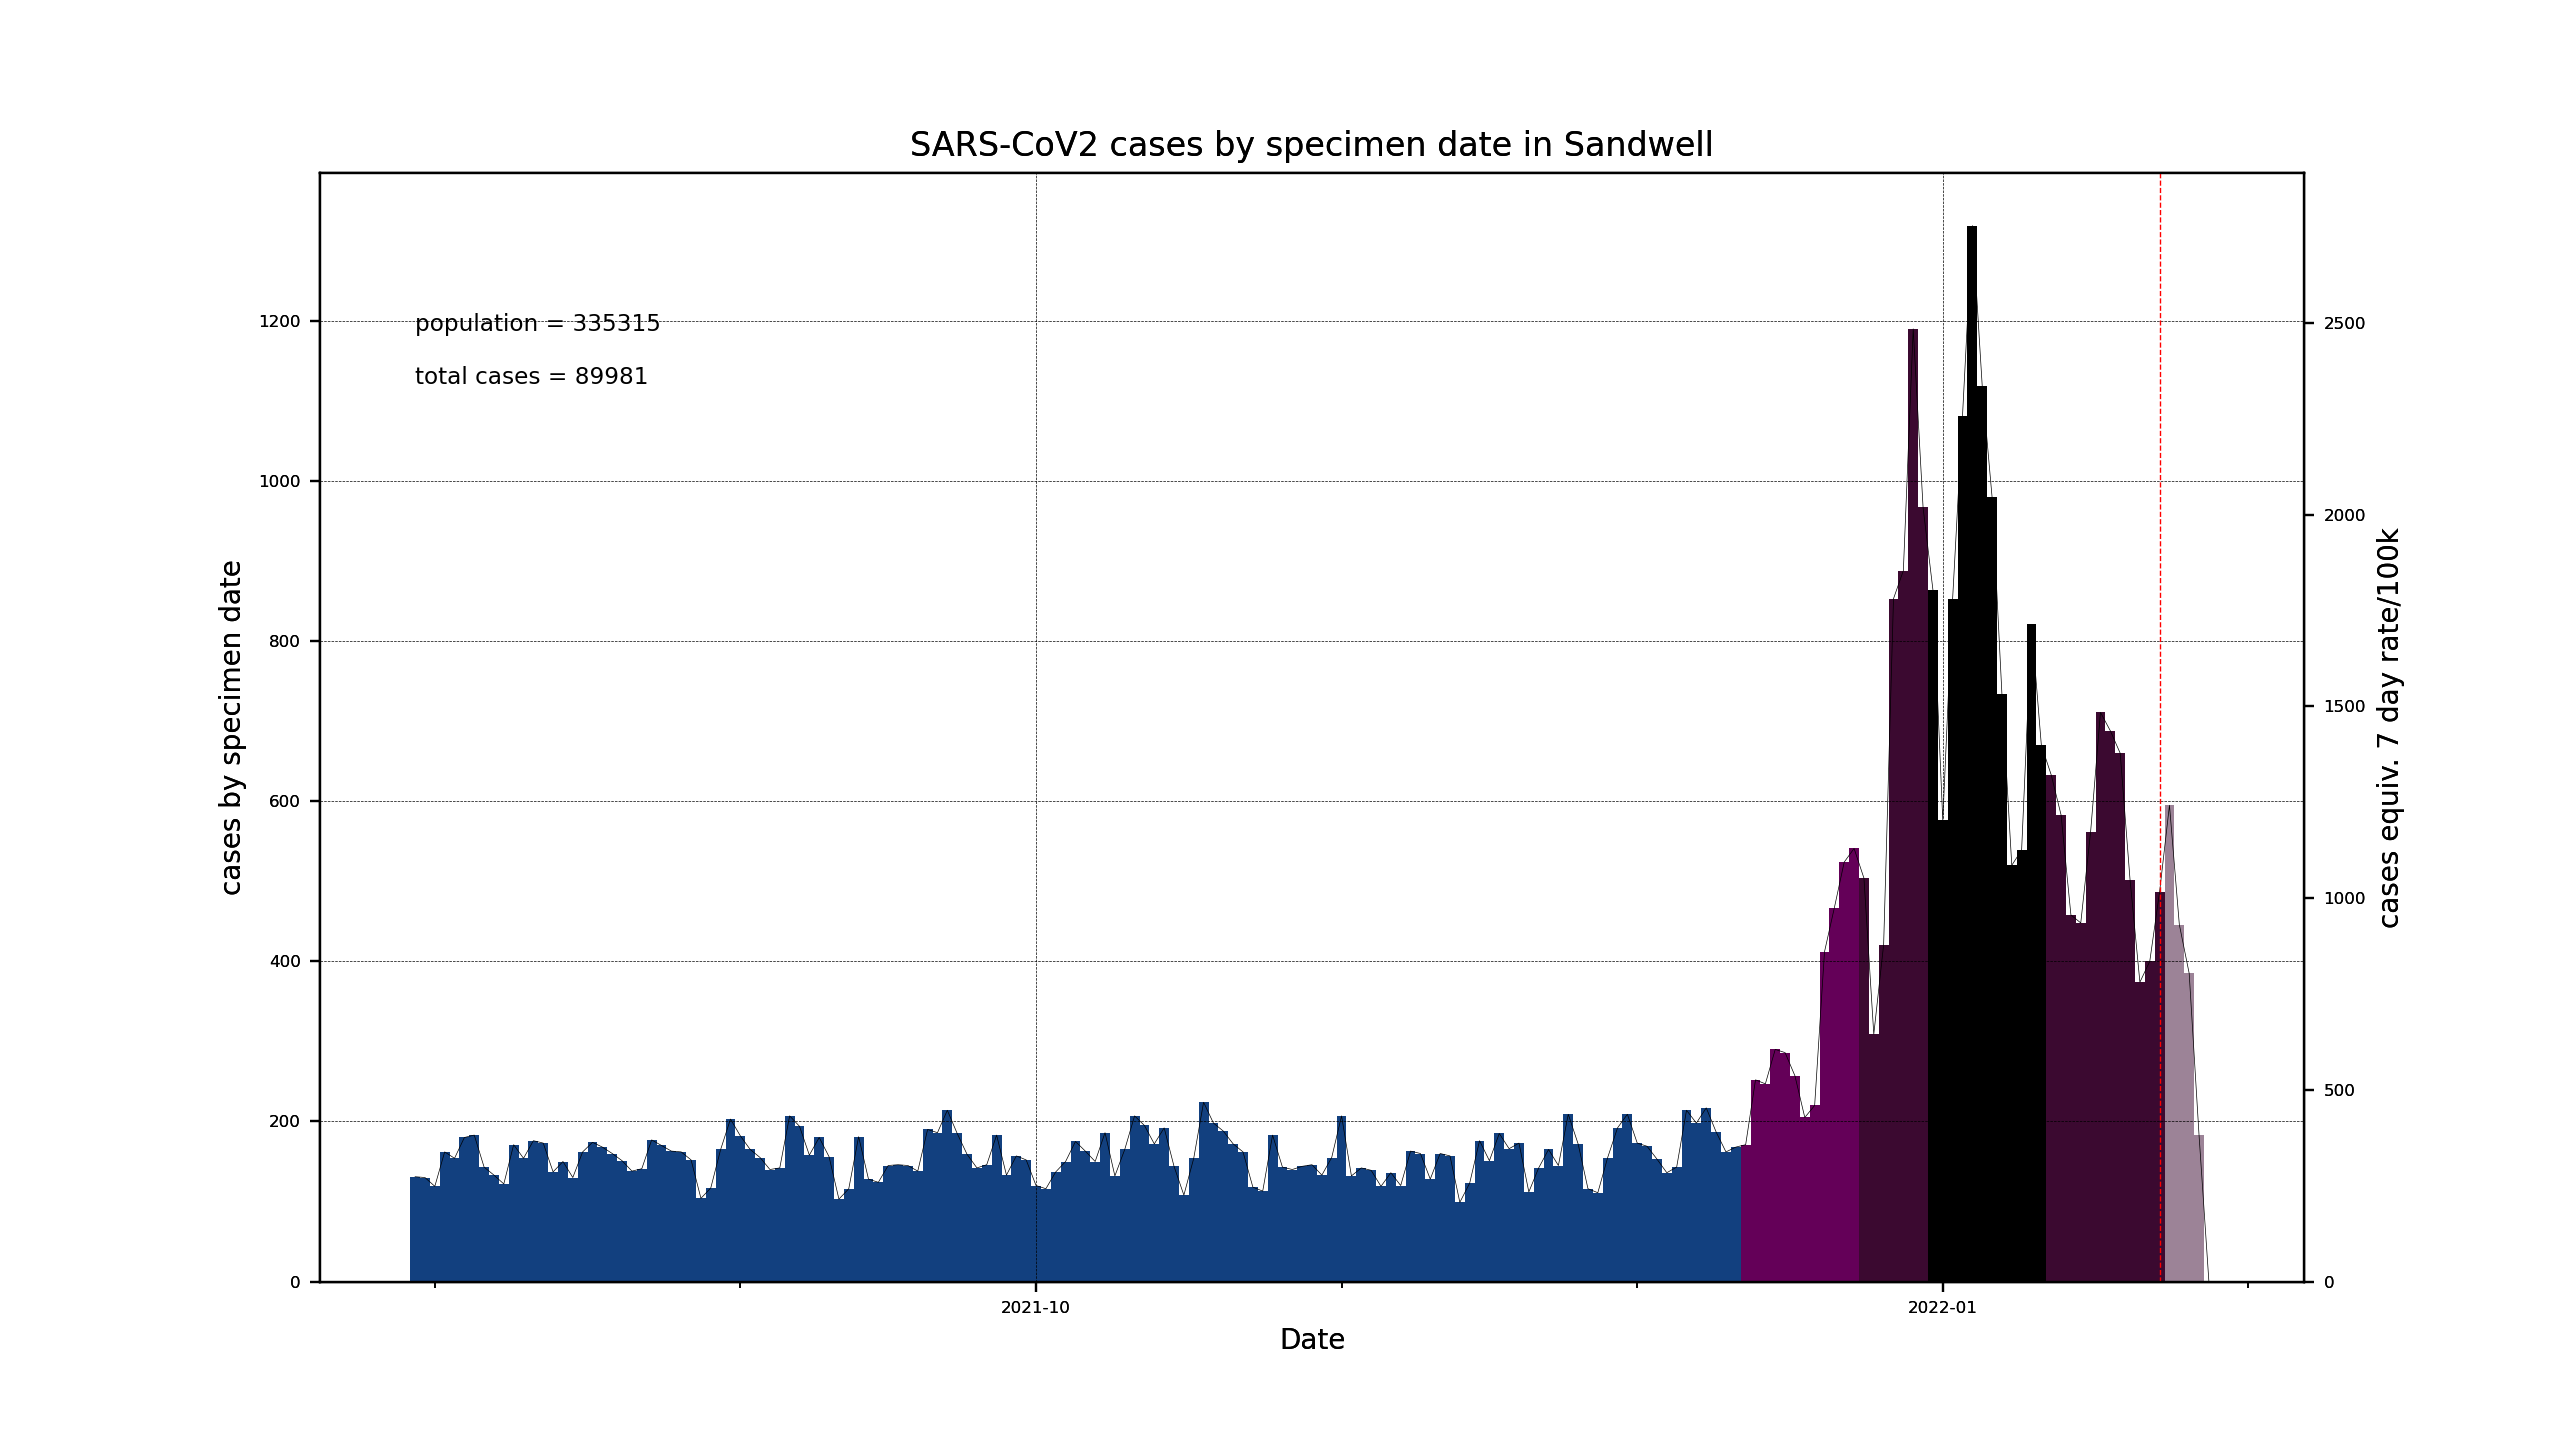 SARS-CoV2 cases by specimen date in Sandwell
population = 335315
total cases = 89981
cases by specimen date
1200
1000
800
600
400
200
0
2500
2000
1500
1000
500
0
cases equiv. 7 day rate/100k
2021-10
2022-01
Date